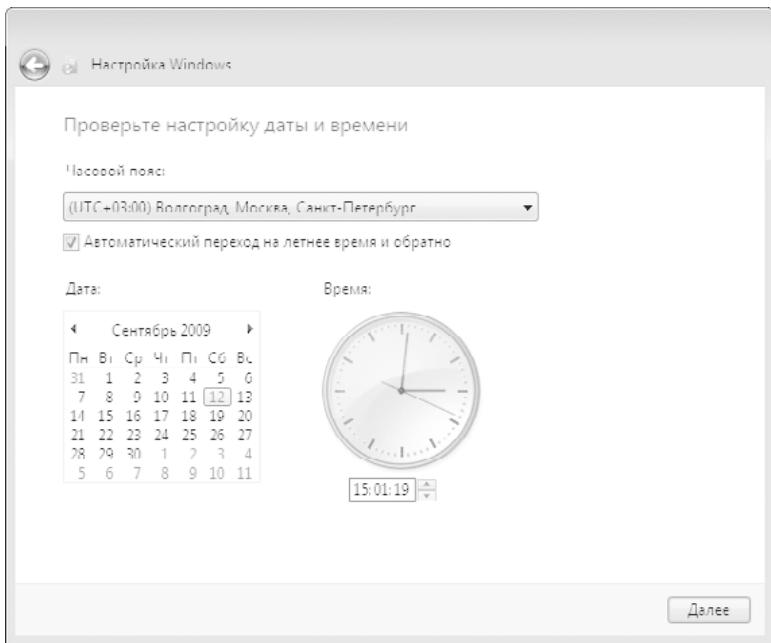 Настройка Windows
Проверьте настройку даты и времени
Часовой пояс:
(UTC+03:00) Волгоград, Москва, Санкт-Петербург
Автоматический переход на летнее время и обратно
Дата:
Время:
Сентябрь 2009
Пн Вт Ср Чт Пт Сб Вс
31 1 2 3 4 5 6
7 8 9 10 11 12 13
14 15 16 17 18 19 20
21 22 23 24 25 26 27
28 29 30 1 2 3 4
5 6 7 8 9 10 11
15:01:19
Далее